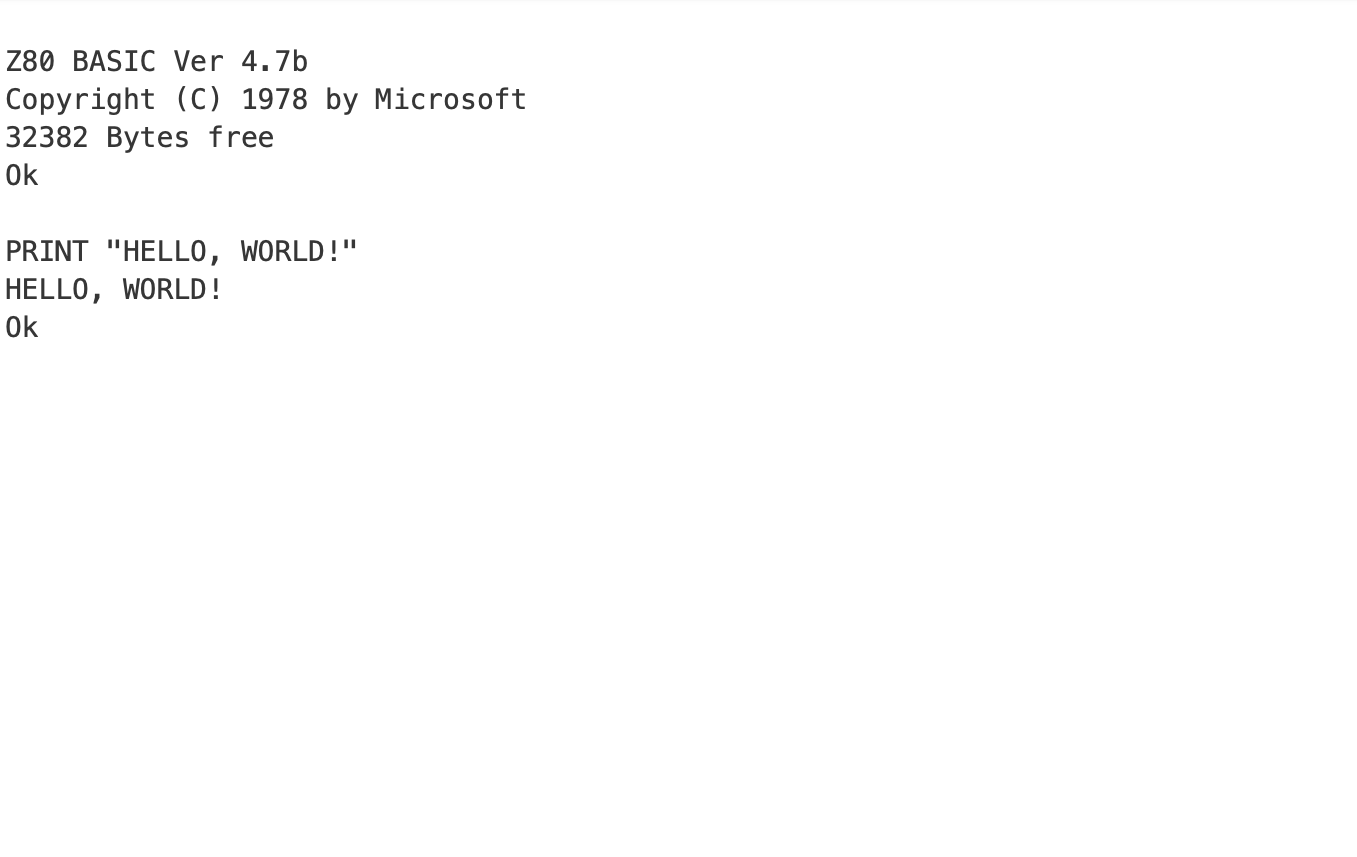 Z80 BASIC Ver 4.7b
Copyright (C) 1978 by Microsoft
32382 Bytes free
Ok
PRINT "HELLO, WORLD!"
HELLO, WORLD!
Ok